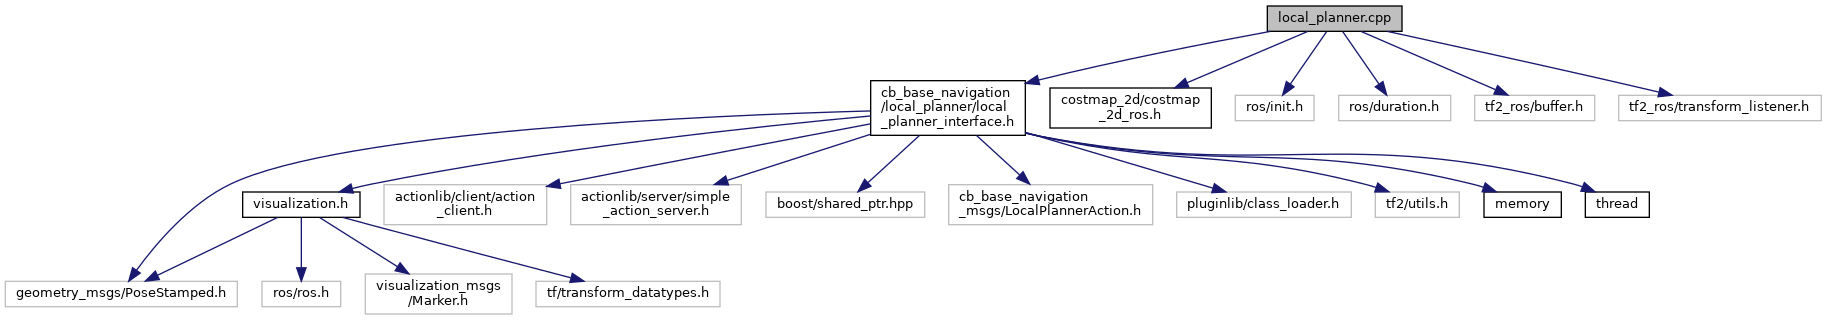 local_planner.cpp
cb_base_navigation
/local_planner/local
_planner_interface.h
costmap_2d/costmap
_2d_ros.h
ros/init.h
ros/duration.h
tf2_ros/buffer.h
tf2_ros/transform_listener.h
visualization.h
actionlib/client/action
_client.h
actionlib/server/simple
_action_server.h
boost/shared_ptr.hpp
cb_base_navigation
_msgs/LocalPlannerAction.h
pluginlib/class_loader.h
tf2/utils.h
memory
thread
geometry_msgs/PoseStamped.h
ros/ros.h
visualization_msgs
/Marker.h
tf/transform_datatypes.h